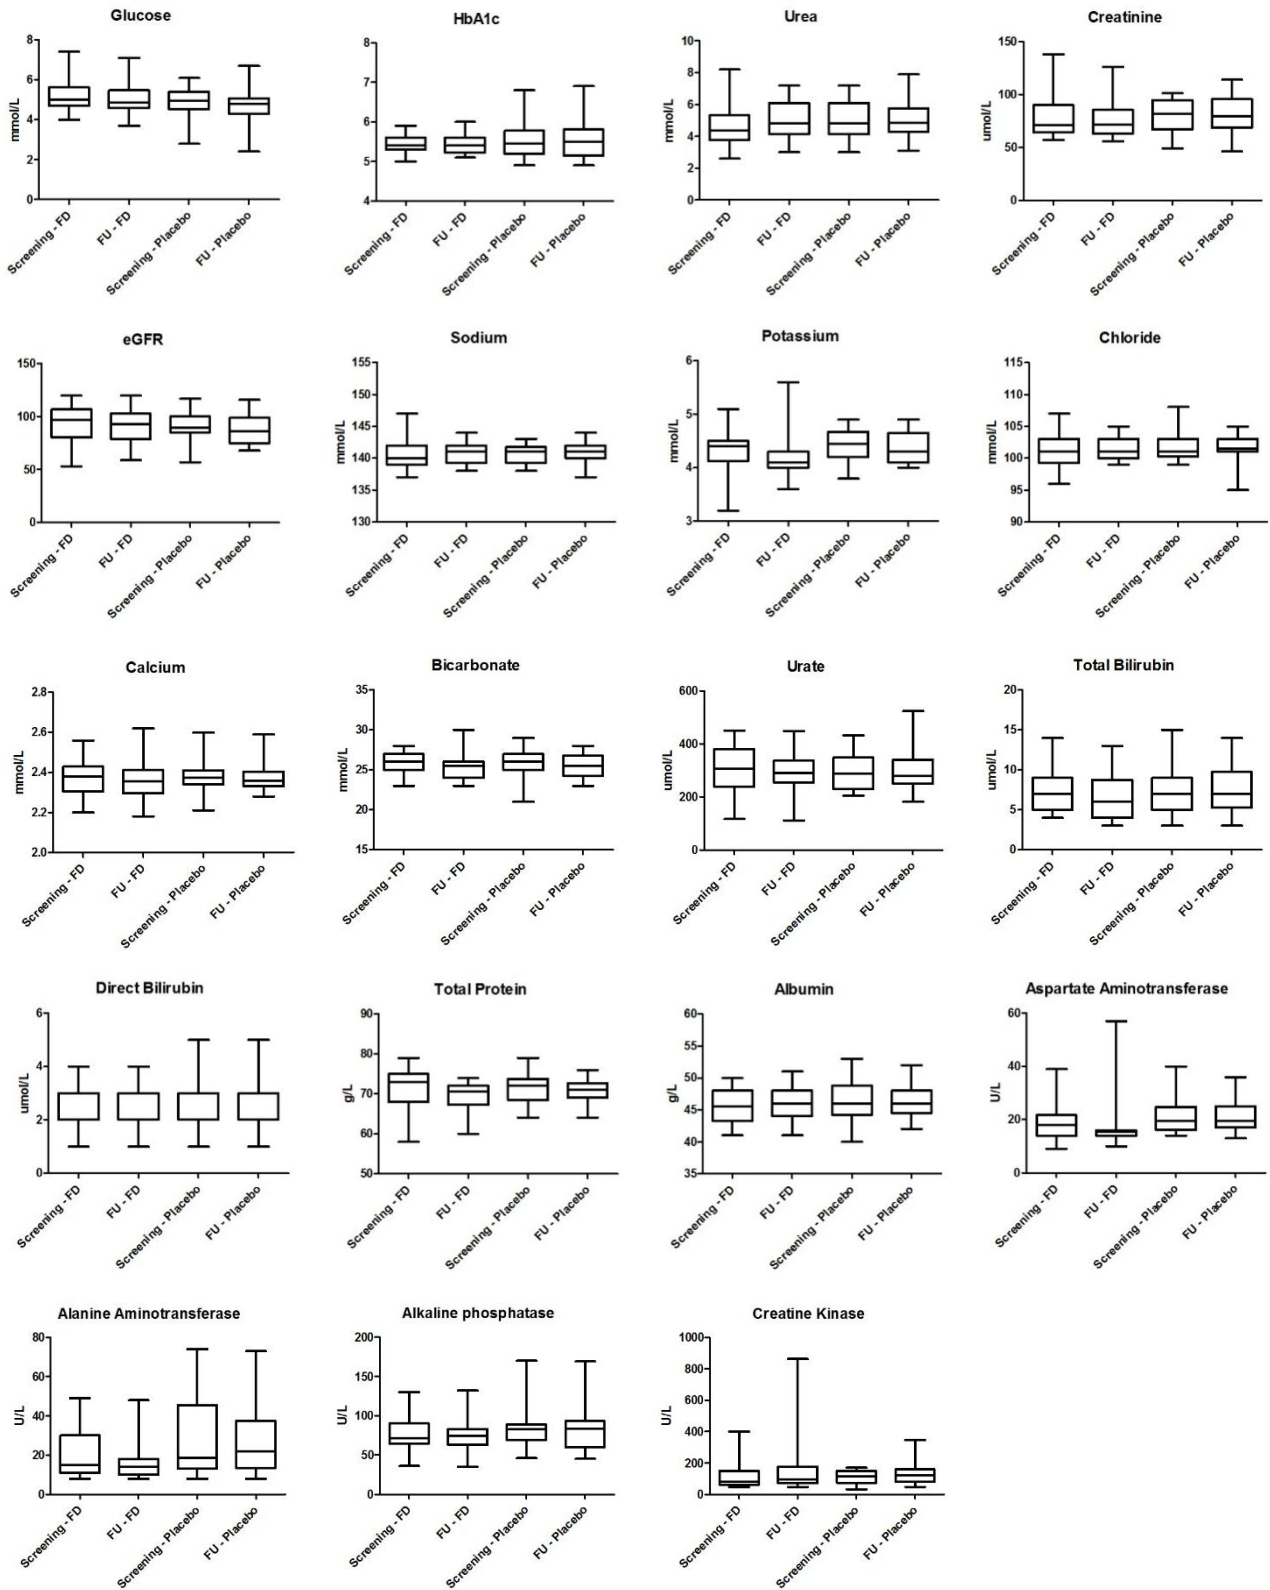 Glucose
8
6
4
2
0
mmol/L
Screening - FD
FU - FD
Screening - Placebo
FU - Placebo
HbA1c
8
7
6
5
4
mmol/L
Screening - FD
FU - FD
Screening - Placebo
FU - Placebo
Urea
10
8
6
4
2
0
mmol/L
Screening - FD
FU - FD
Screening - Placebo
FU - Placebo
Creatinine
150
100
50
0
umol/L
Screening - FD
FU - FD
Screening - Placebo
FU - Placebo
eGFR
150
100
50
0
Screening - FD
FU - FD
Screening - Placebo
FU - Placebo
Sodium
155
150
145
140
135
130
mmol/L
Screening - FD
FU - FD
Screening - Placebo
FU - Placebo
Potassium
6
5
4
3
mmol/L
Screening - FD
FU - FD
Screening - Placebo
FU - Placebo
Chloride
115
110
105
100
95
90
mmol/L
Screening - FD
FU - FD
Screening - Placebo
FU - Placebo
Calcium
2.8
2.6
2.4
2.2
2.0
mmol/L
Screening - FD
FU - FD
Screening - Placebo
FU - Placebo
Bicarbonate
35
30
25
20
15
mmol/L
Screening - FD
FU - FD
Screening - Placebo
FU - Placebo
Urate
600
400
200
0
umol/L
Screening - FD
FU - FD
Screening - Placebo
FU - Placebo
Total Bilirubin
20
15
10
5
0
umol/L
Screening - FD
FU - FD
Screening - Placebo
FU - Placebo
Direct Bilirubin
6
4
2
0
umol/L
Screening - FD
FU - FD
Screening - Placebo
FU - Placebo
Total Protein
90
80
70
60
50
g/L
Screening - FD
FU - FD
Screening - Placebo
FU - Placebo
Albumin
60
55
50
45
40
35
g/L
Screening - FD
FU - FD
Screening - Placebo
FU - Placebo
Aspartate Aminotransferase
60
40
20
0
U/L
Screening - FD
FU - FD
Screening - Placebo
FU - Placebo
Alanine Aminotransferase
80
60
40
20
0
U/L
Screening - FD
FU - FD
Screening - Placebo
FU - Placebo
Alkaline phosphatase
200
150
100
50
0
U/L
Screening - FD
FU - FD
Screening - Placebo
FU - Placebo
Creatine Kinase
1000
800
600
400
200
0
U/L
Screening - FD
FU - FD
Screening - Placebo
FU - Placebo